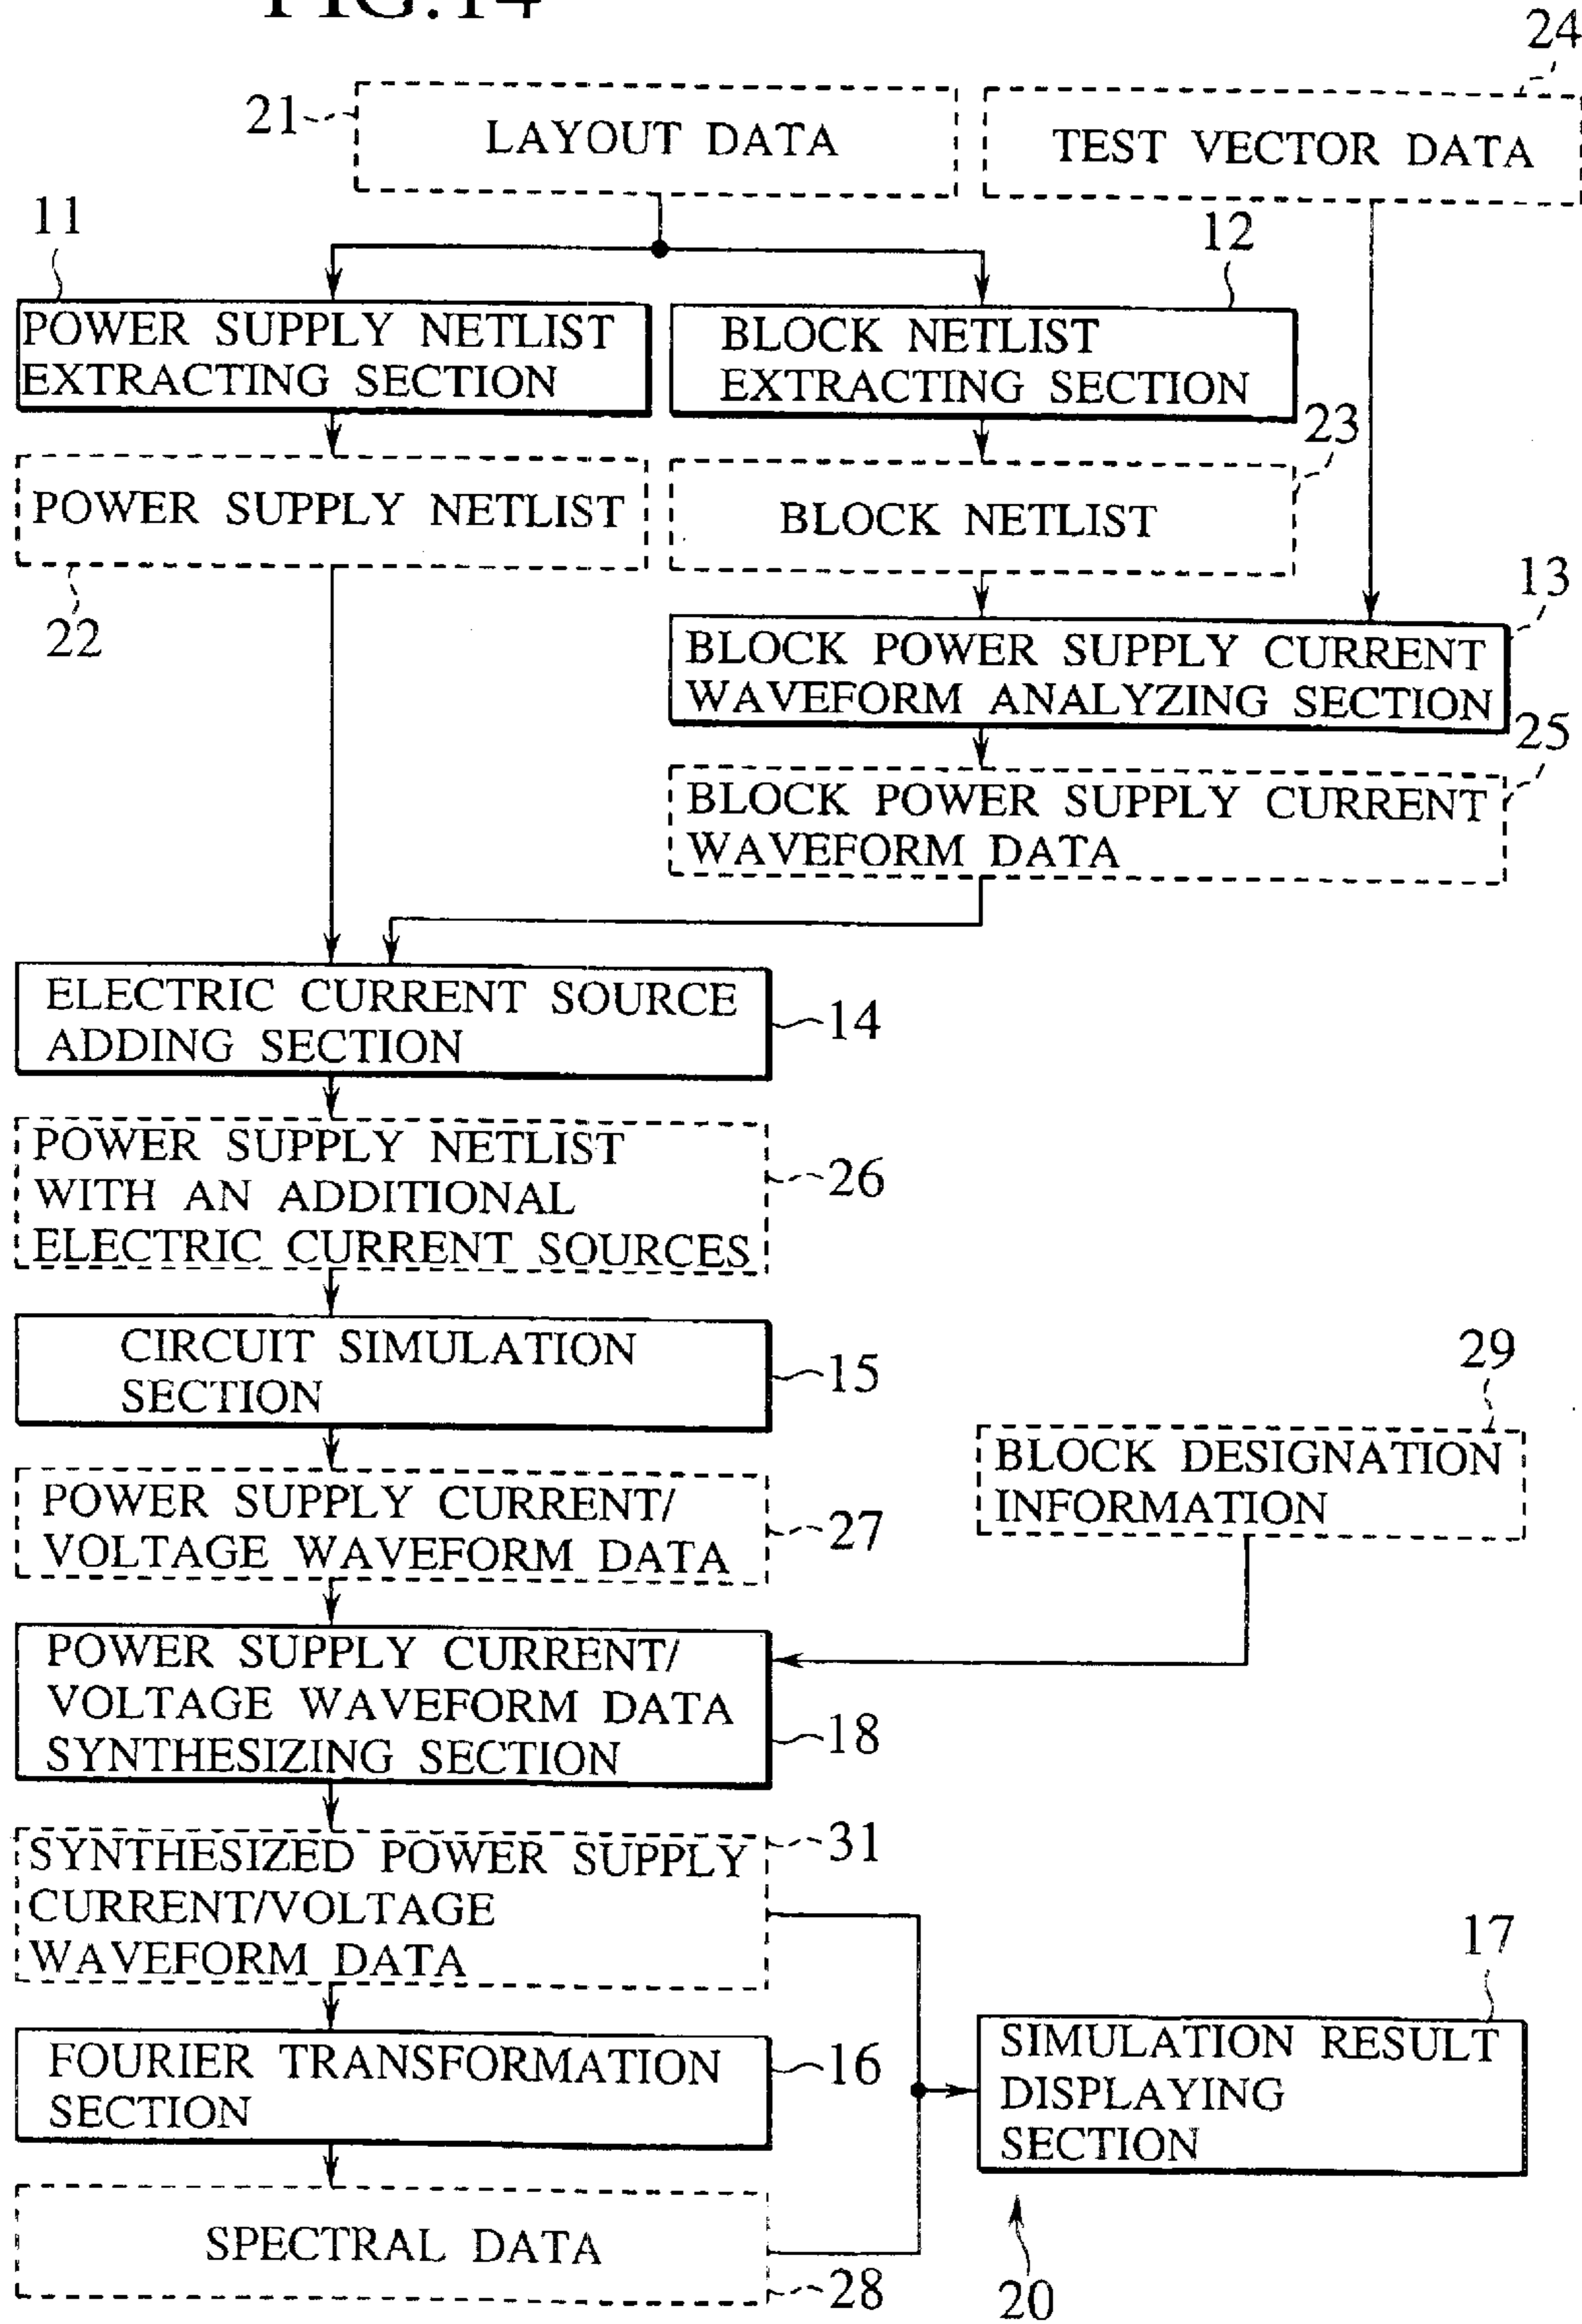 FIG.14
24
21
LAYOUT DATA
TEST VECTOR DATA
11
12
POWER SUPPLY NETLIST
EXTRACTING SECTION
BLOCK NETLIST
EXTRACTING SECTION
23
POWER SUPPLY NETLIST
BLOCK NETLIST
22
13
BLOCK POWER SUPPLY CURRENT
WAVEFORM ANALYZING SECTION
25
BLOCK POWER SUPPLY CURRENT
WAVEFORM DATA
ELECTRIC CURRENT SOURCE
ADDING SECTION
14
POWER SUPPLY NETLIST
WITH AN ADDITIONAL
ELECTRIC CURRENT SOURCES
26
CIRCUIT SIMULATION
SECTION
15
29
BLOCK DESIGNATION
INFORMATION
POWER SUPPLY CURRENT/
VOLTAGE WAVEFORM DATA
27
POWER SUPPLY CURRENT/
VOLTAGE WAVEFORM DATA
SYNTHESIZING SECTION
18
SYNTHESIZED POWER SUPPLY
CURRENT/VOLTAGE
WAVEFORM DATA
31
17
FOURIER TRANSFORMATION
SECTION
16
SIMULATION RESULT
DISPLAYING
SECTION
SPECTRAL DATA
28
20